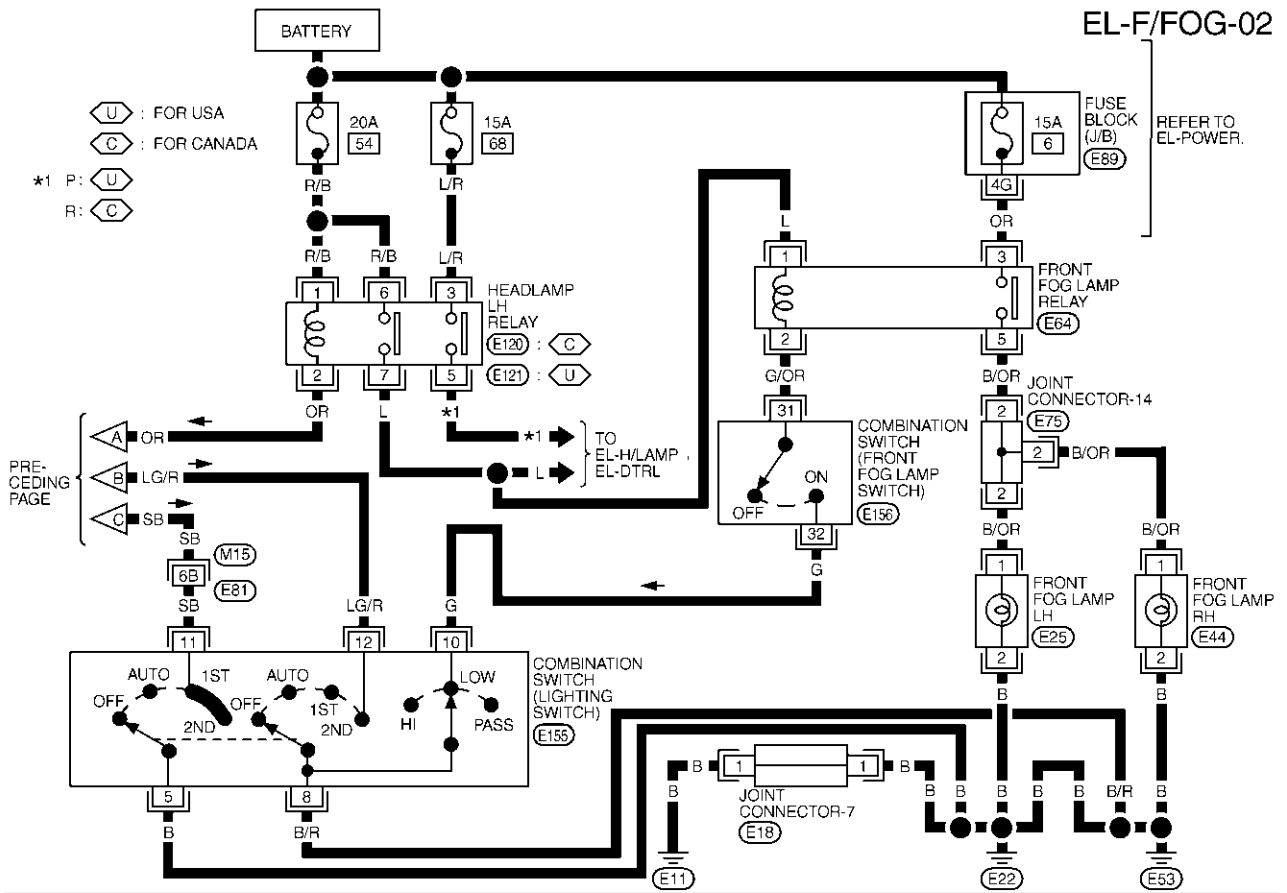 EL-F/FOG-02
BATTERY
U : FOR USA
C : FOR CANADA
*1 P: U
R: C
20A
54
15A
68
15A
6
FUSE
BLOCK
(J/B)
E89
REFER TO
EL-POWER.
4G
R/B
L/R
OR
R/B
R/B
L/R
L
1
6
3
HEADLAMP
LH
RELAY
E120 : C
E121 : U
2
7
5
1
3
FRONT
FOG LAMP
RELAY
E64
2
5
OR
L
*1
G/OR
B/OR
PRE-
CEDING
PAGE
A OR
B LG/R
C SB
*1
L
TO
EL-H/LAMP,
EL-DTRL
31
COMBINATION
SWITCH
(FRONT
FOG LAMP
SWITCH)
E156
OFF
ON
32
G
JOINT
CONNECTOR-14
E75
2
2
B/OR
2
B/OR
B/OR
SB
M15
6B
E81
SB
LG/R
G
1
FRONT
FOG LAMP
LH
E25
2
1
FRONT
FOG LAMP
RH
E44
2
11
12
10
COMBINATION
SWITCH
(LIGHTING
SWITCH)
E155
OFF
AUTO
1ST
2ND
OFF
AUTO
1ST
2ND
HI
LOW
PASS
5
8
B
B/R
B
B
B
1
1
B
JOINT
CONNECTOR-7
E18
B
B
B
B
B
B
B/R
B
E11
E22
E53